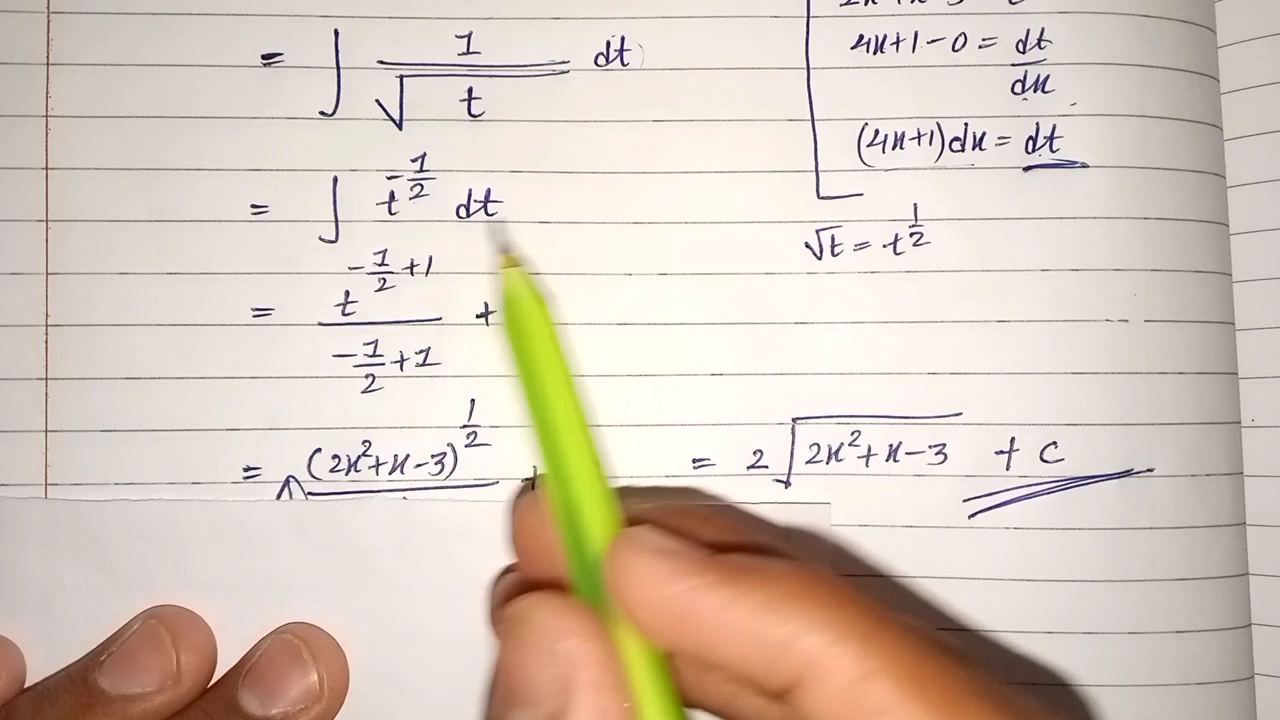 = ∫ 1/√t dt
= ∫ t^(-1/2) dt
= t^(-1/2+1)/(-1/2+1) +
= (2x²+x-3)^(1/2) +
4x+1-0 = dt/dx
(4x+1)dx = dt
√t = t^(1/2)
= 2√(2x²+x-3) + c